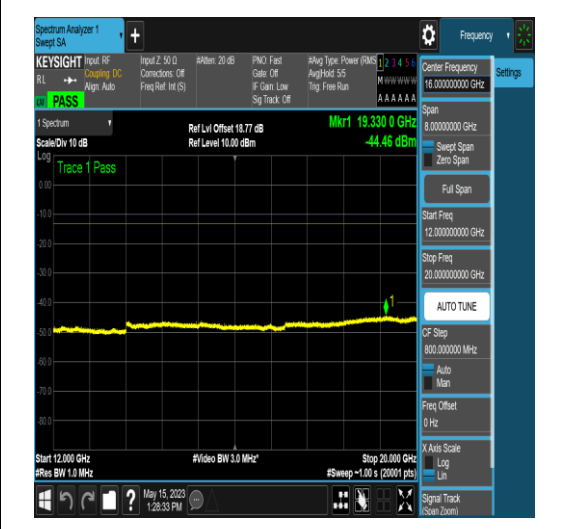 Spectrum Analyzer 1
Swept SA
Frequency
KEYSIGHT
Input: RF
Coupling: DC
Align: Auto
Input Z: 50 Ω
Corrections: Off
Freq Ref: Int (S)
#Atten: 20 dB
PNO: Fast
Gate: Off
IF Gain: Low
Sig Track: Off
#Avg Type: Power (RMS
Avg|Hold: 5/5
Trig: Free Run
1 2 3 4 5 6
M W W W W W
A A A A A A
RL
LXI
PASS
1 Spectrum
Scale/Div 10 dB
Ref Lvl Offset 18.77 dB
Ref Level 10.00 dBm
Mkr1 19.330 0 GHz
-44.46 dBm
Log
Trace 1 Pass
0.00
-10.0
-20.0
-30.0
-40.0
-50.0
-60.0
-70.0
-80.0
1
Start 12.000 GHz
#Res BW 1.0 MHz
#Video BW 3.0 MHz*
Stop 20.000 GHz
#Sweep ~1.00 s (20001 pts)
Center Frequency
16.000000000 GHz
Settings
Span
8.00000000 GHz
Swept Span
Zero Span
Full Span
Start Freq
12.000000000 GHz
Stop Freq
20.000000000 GHz
AUTO TUNE
CF Step
800.000000 MHz
Auto
Man
Freq Offset
0 Hz
X Axis Scale
Log
Lin
Signal Track
(Span Zoom)
?
May 15, 2023
1:28:33 PM